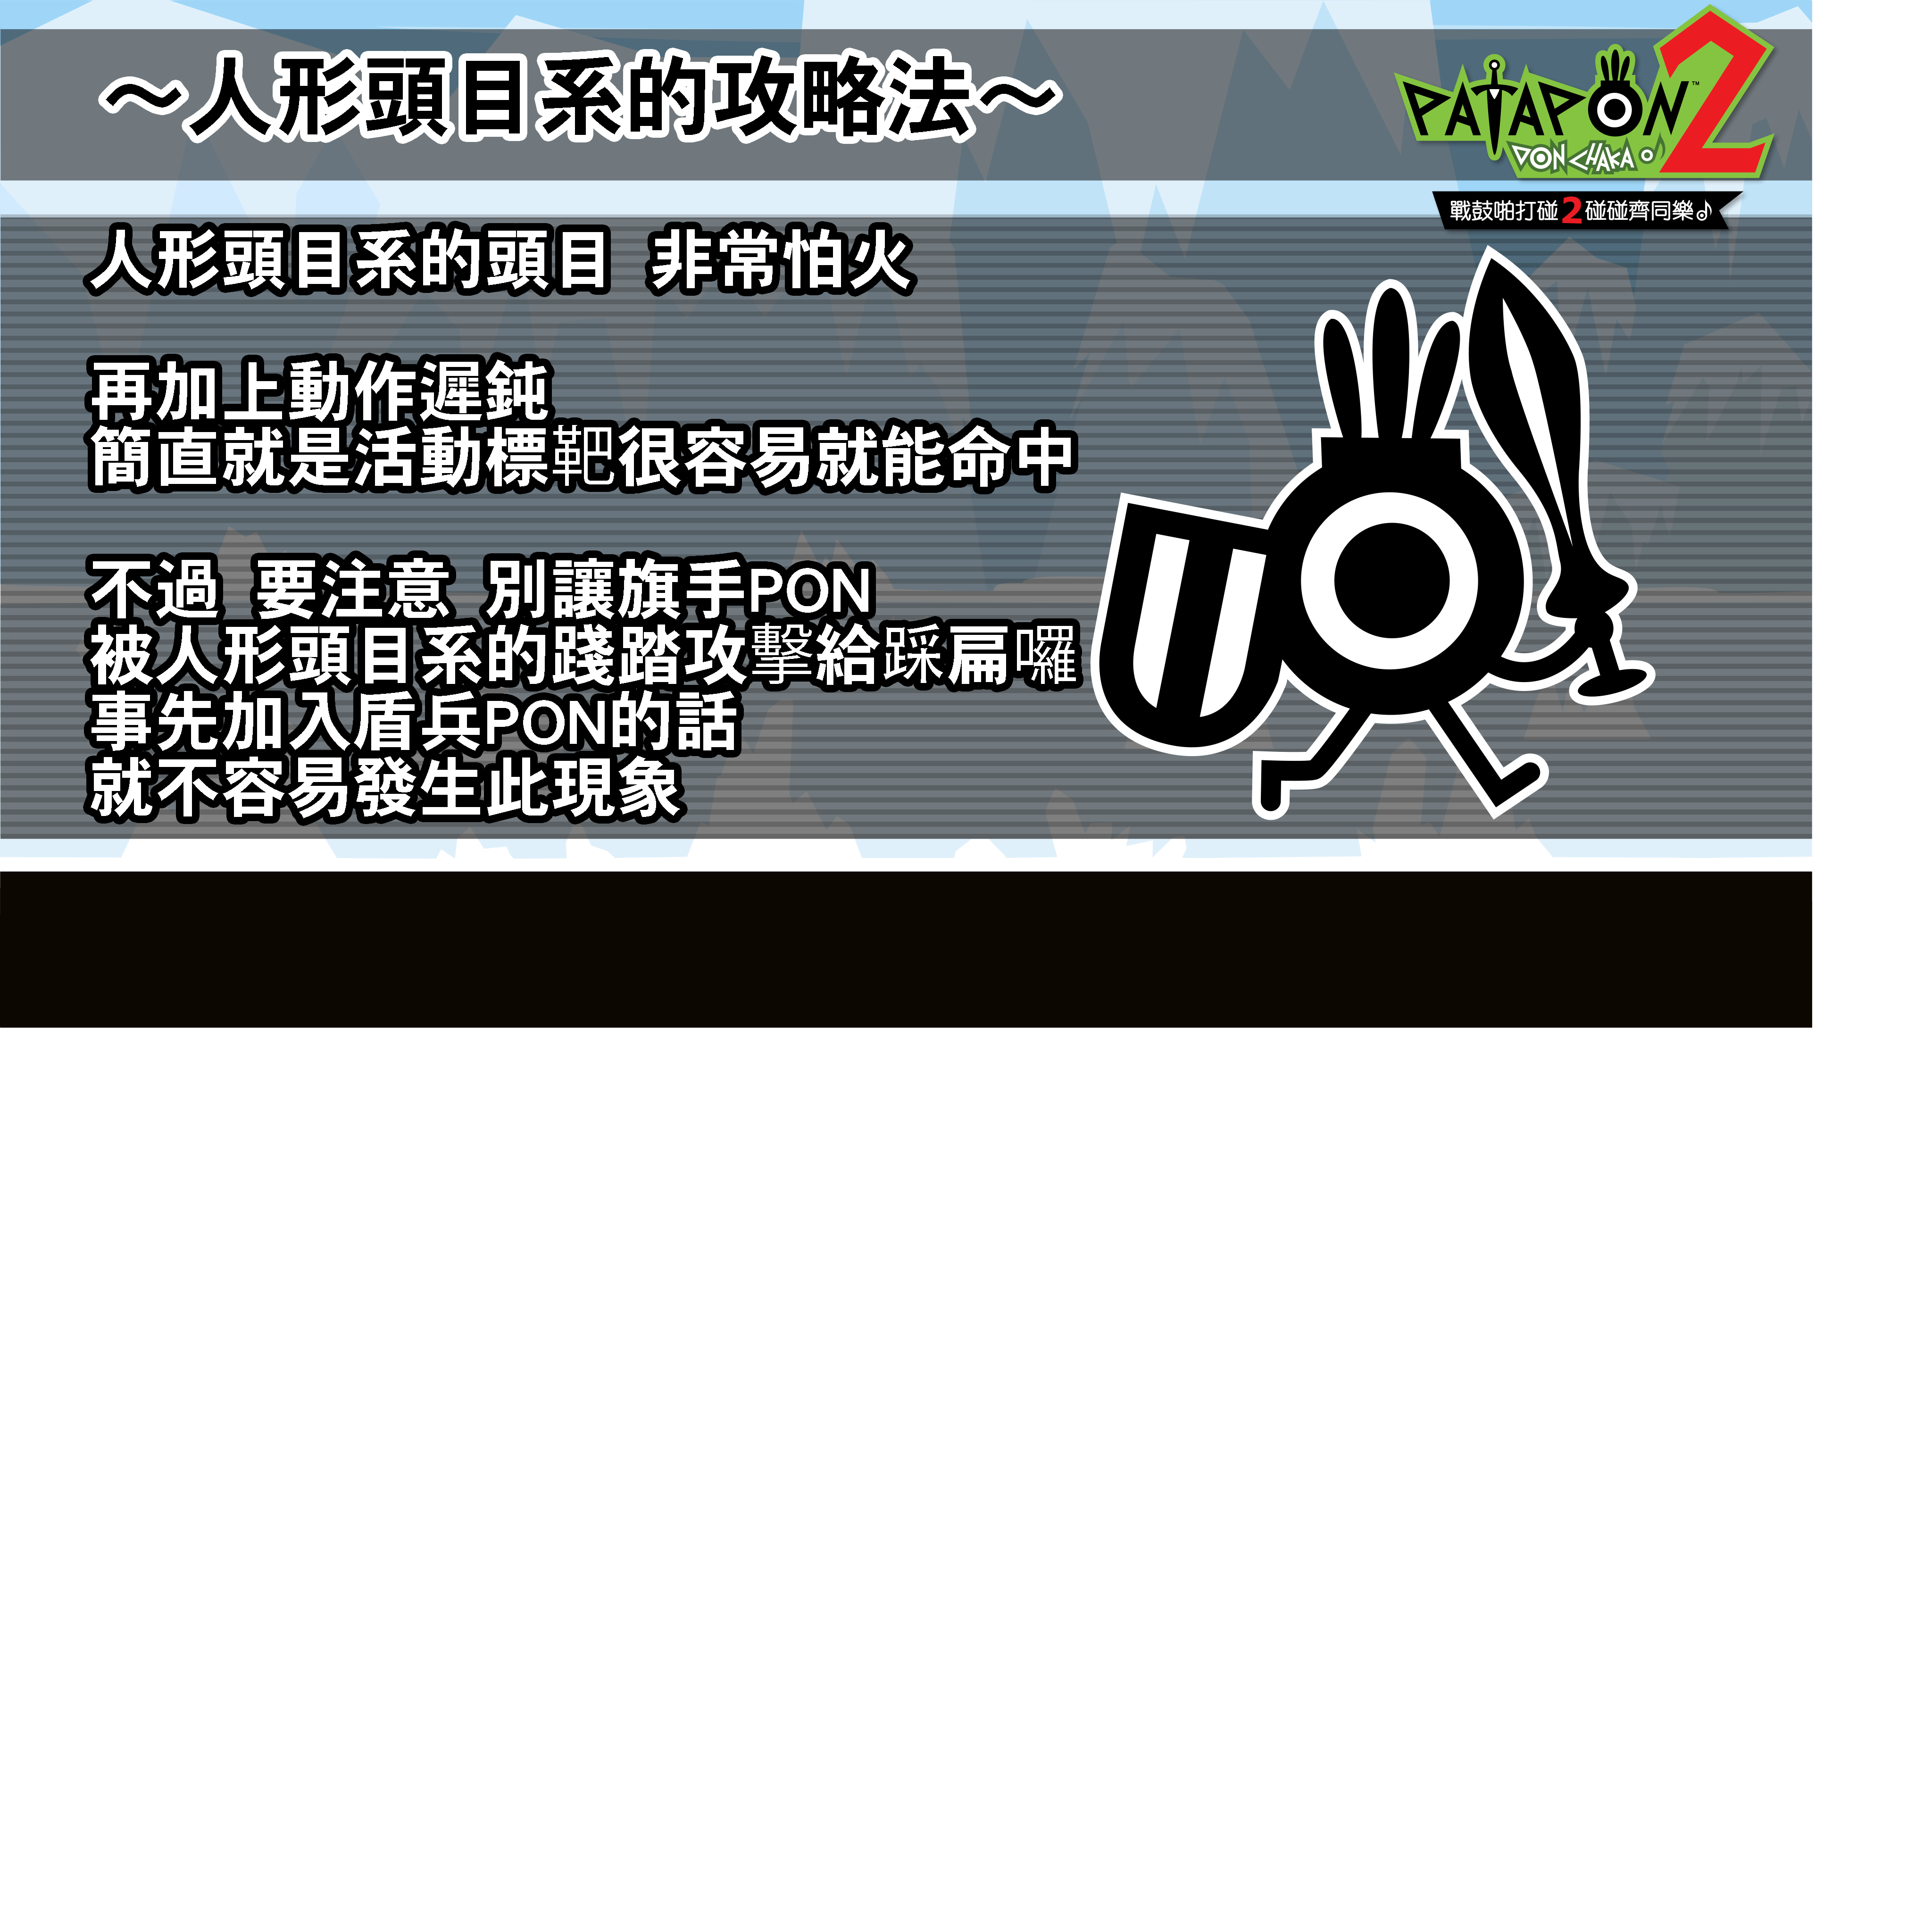 ～人形頭目系的攻略法～
PATAPON2™
DON CHAKA♪
戰鼓啪打碰2碰碰齊同樂♪
人形頭目系的頭目 非常怕火
再加上動作遲鈍
簡直就是活動標靶很容易就能命中
不過 要注意 別讓旗手PON
被人形頭目系的踐踏攻擊給踩扁囉
事先加入盾兵PON的話
就不容易發生此現象